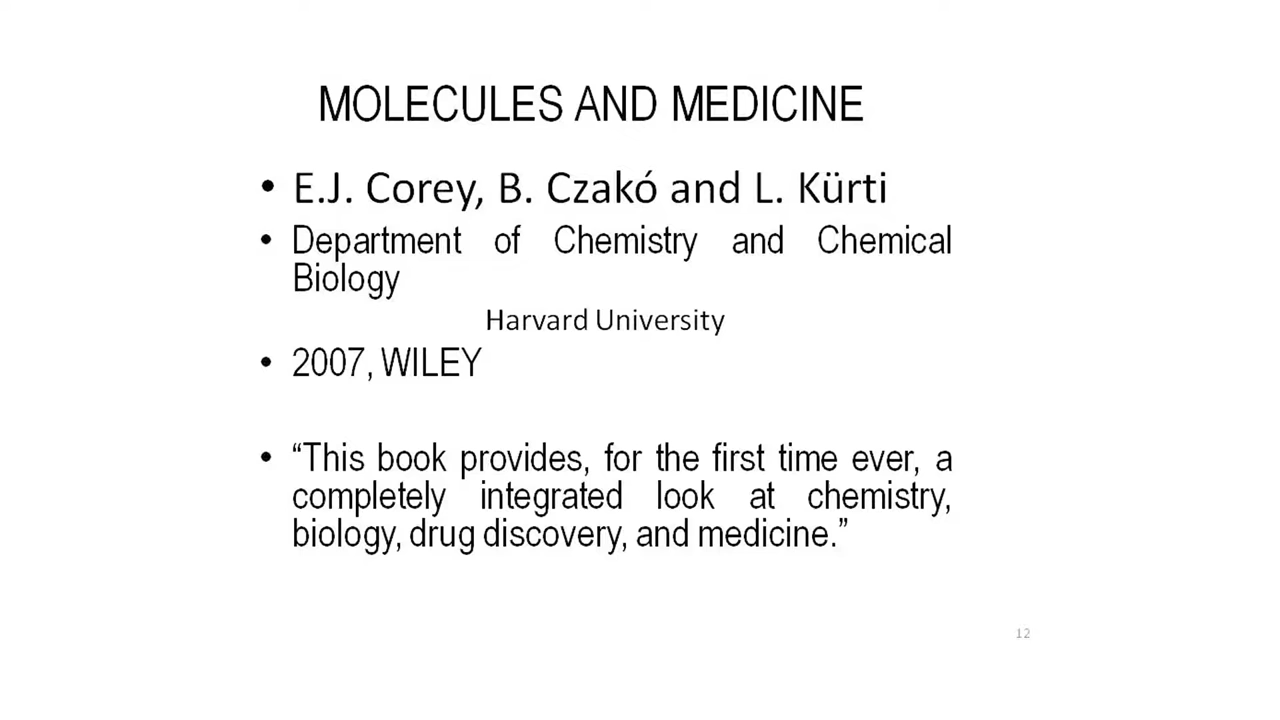 MOLECULES AND MEDICINE
• E.J. Corey, B. Czakó and L. Kürti
• Department of Chemistry and Chemical
Biology
Harvard University
• 2007, WILEY
• “This book provides, for the first time ever, a
completely integrated look at chemistry,
biology, drug discovery, and medicine.”
12